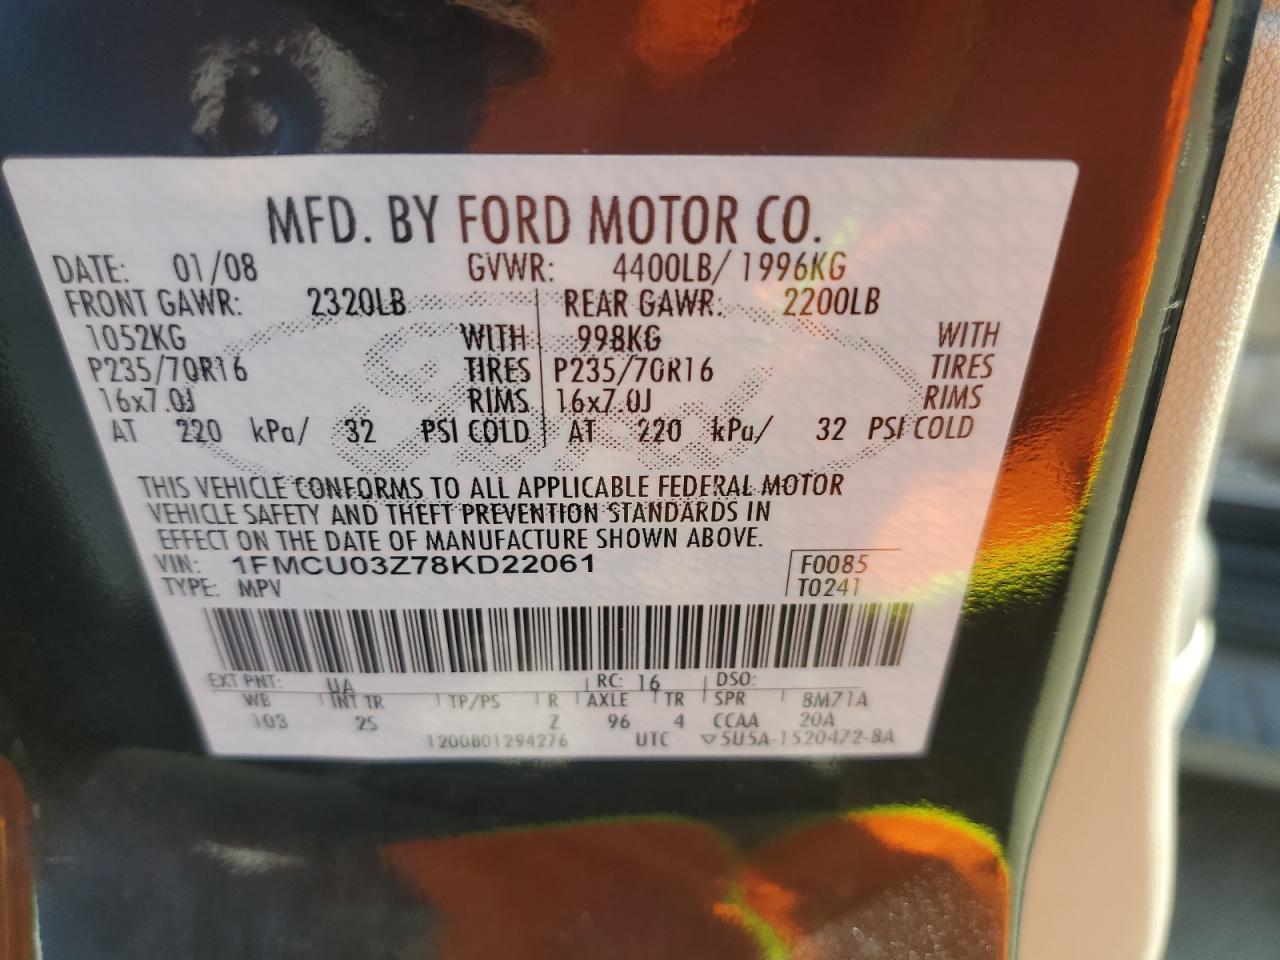 MFD. BY FORD MOTOR CO.
DATE: 01/08 GVWR: 4400LB/ 1996KG
FRONT GAWR: 2320LB REAR GAWR: 2200LB
1052KG WITH 998KG WITH
P235/70R16 TIRES P235/70R16 TIRES
16x7.0J RIMS 16x7.0J RIMS
AT 220 kPa/ 32 PSI COLD AT 220 kPa/ 32 PSI COLD
THIS VEHICLE CONFORMS TO ALL APPLICABLE FEDERAL MOTOR
VEHICLE SAFETY AND THEFT PREVENTION STANDARDS IN
EFFECT ON THE DATE OF MANUFACTURE SHOWN ABOVE.
VIN: 1FMCU03Z78KD22061 F0085
TYPE: MPV T0241
EXT PNT: UA RC: 16 DSO:
WB INT TR TP/PS R AXLE TR SPR 8M71A
103 2S Z 96 4 CCAA 20A
1200801294276 UTC ▽5U5A-1520472-BA